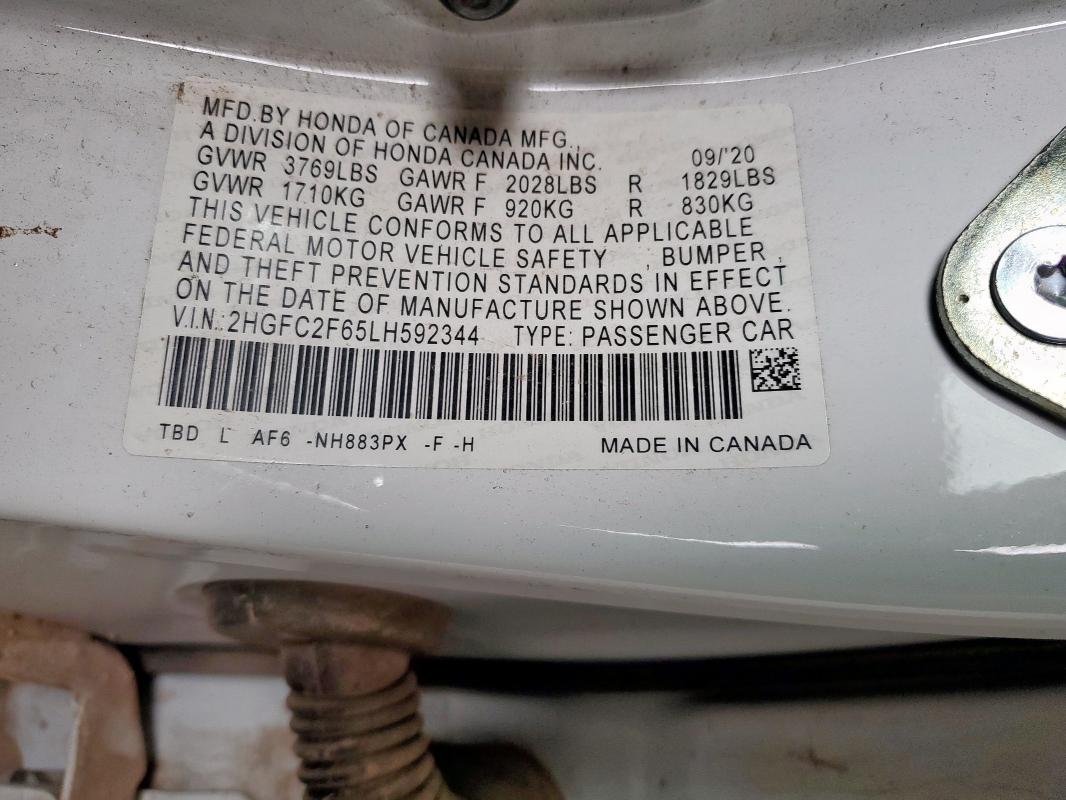 MFD.BY HONDA OF CANADA MFG.,
A DIVISION OF HONDA CANADA INC. 09/'20
GVWR 3769LBS GAWR F 2028LBS R 1829LBS
GVWR 1710KG GAWR F 920KG R 830KG
THIS VEHICLE CONFORMS TO ALL APPLICABLE
FEDERAL MOTOR VEHICLE SAFETY , BUMPER ,
AND THEFT PREVENTION STANDARDS IN EFFECT
ON THE DATE OF MANUFACTURE SHOWN ABOVE.
V.I.N.:2HGFC2F65LH592344 TYPE: PASSENGER CAR
TBD L AF6 -NH883PX -F -H MADE IN CANADA